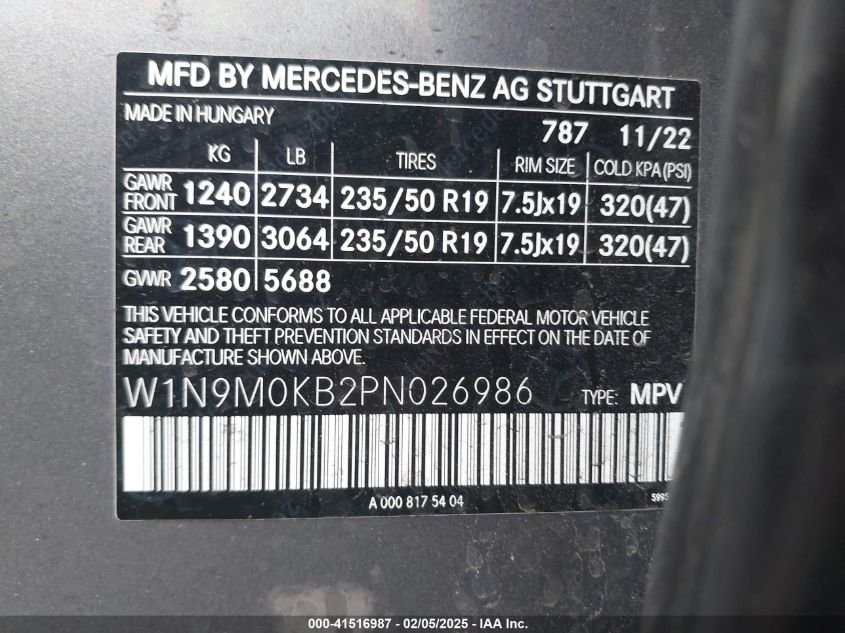 MFD BY MERCEDES-BENZ AG STUTTGART
MADE IN HUNGARY
787 11/22
KG LB TIRES RIM SIZE COLD KPA (PSI)
GAWR FRONT 1240 2734 235/50 R19 7.5Jx19 320(47)
GAWR REAR 1390 3064 235/50 R19 7.5Jx19 320(47)
GVWR 2580 5688
THIS VEHICLE CONFORMS TO ALL APPLICABLE FEDERAL MOTOR VEHICLE
SAFETY AND THEFT PREVENTION STANDARDS IN EFFECT ON THE DATE OF
MANUFACTURE SHOWN ABOVE.
W1N9M0KB2PN026986 TYPE: MPV
A 000 817 54 04
000-41516987 - 02/05/2025 - IAA Inc.